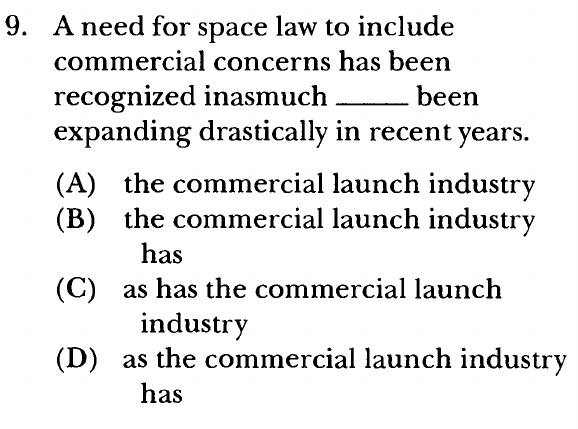 9. A need for space law to include
commercial concerns has been
recognized inasmuch ______ been
expanding drastically in recent years.
(A) the commercial launch industry
(B) the commercial launch industry
has
(C) as has the commercial launch
industry
(D) as the commercial launch industry
has